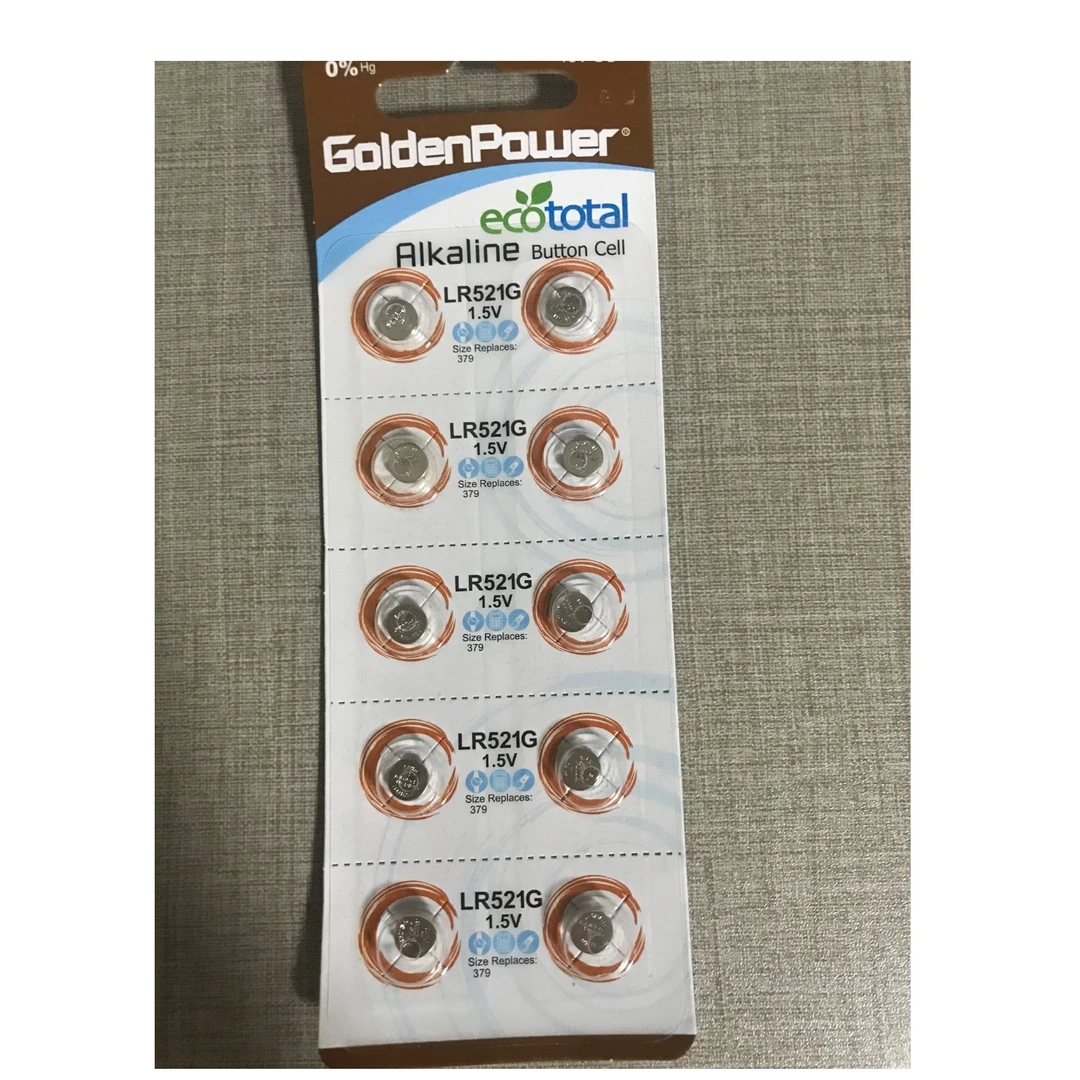 0% Hg
GoldenPower®
ecototal
Alkaline Button Cell
LR521G
1.5V
Size Replaces:
379
LR521G
1.5V
Size Replaces:
379
LR521G
1.5V
Size Replaces:
379
LR521G
1.5V
Size Replaces:
379
LR521G
1.5V
Size Replaces:
379